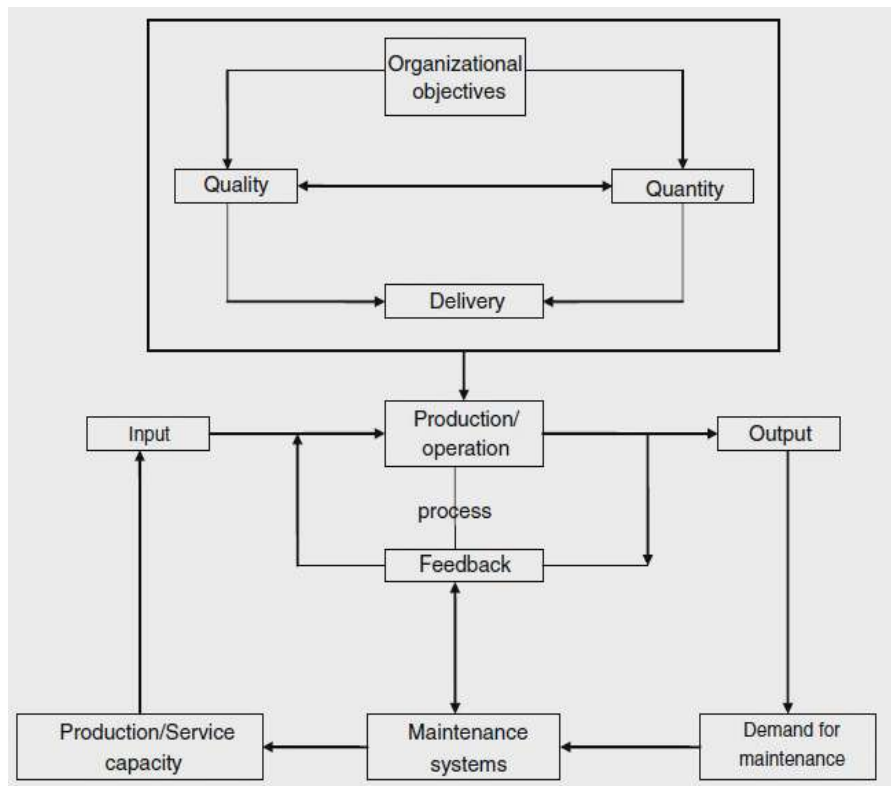 Organizational
objectives
Quality
Quantity
Delivery
Input
Production/
operation
Output
process
Feedback
Production/Service
capacity
Maintenance
systems
Demand for
maintenance